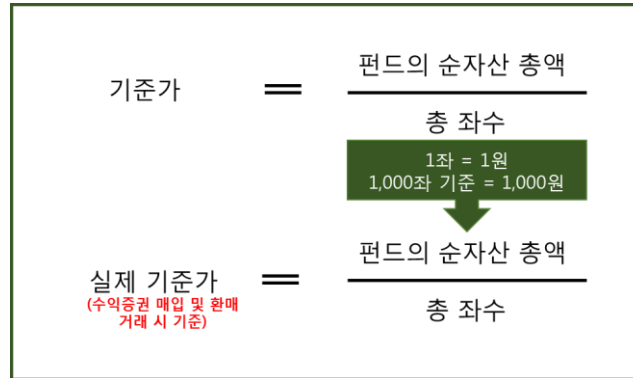 펀드의 순자산 총액
기준가 =
총 좌수
1좌 = 1원
1,000좌 기준 = 1,000원
펀드의 순자산 총액
실제 기준가 =
(수익증권 매입 및 환매
거래 시 기준)
총 좌수